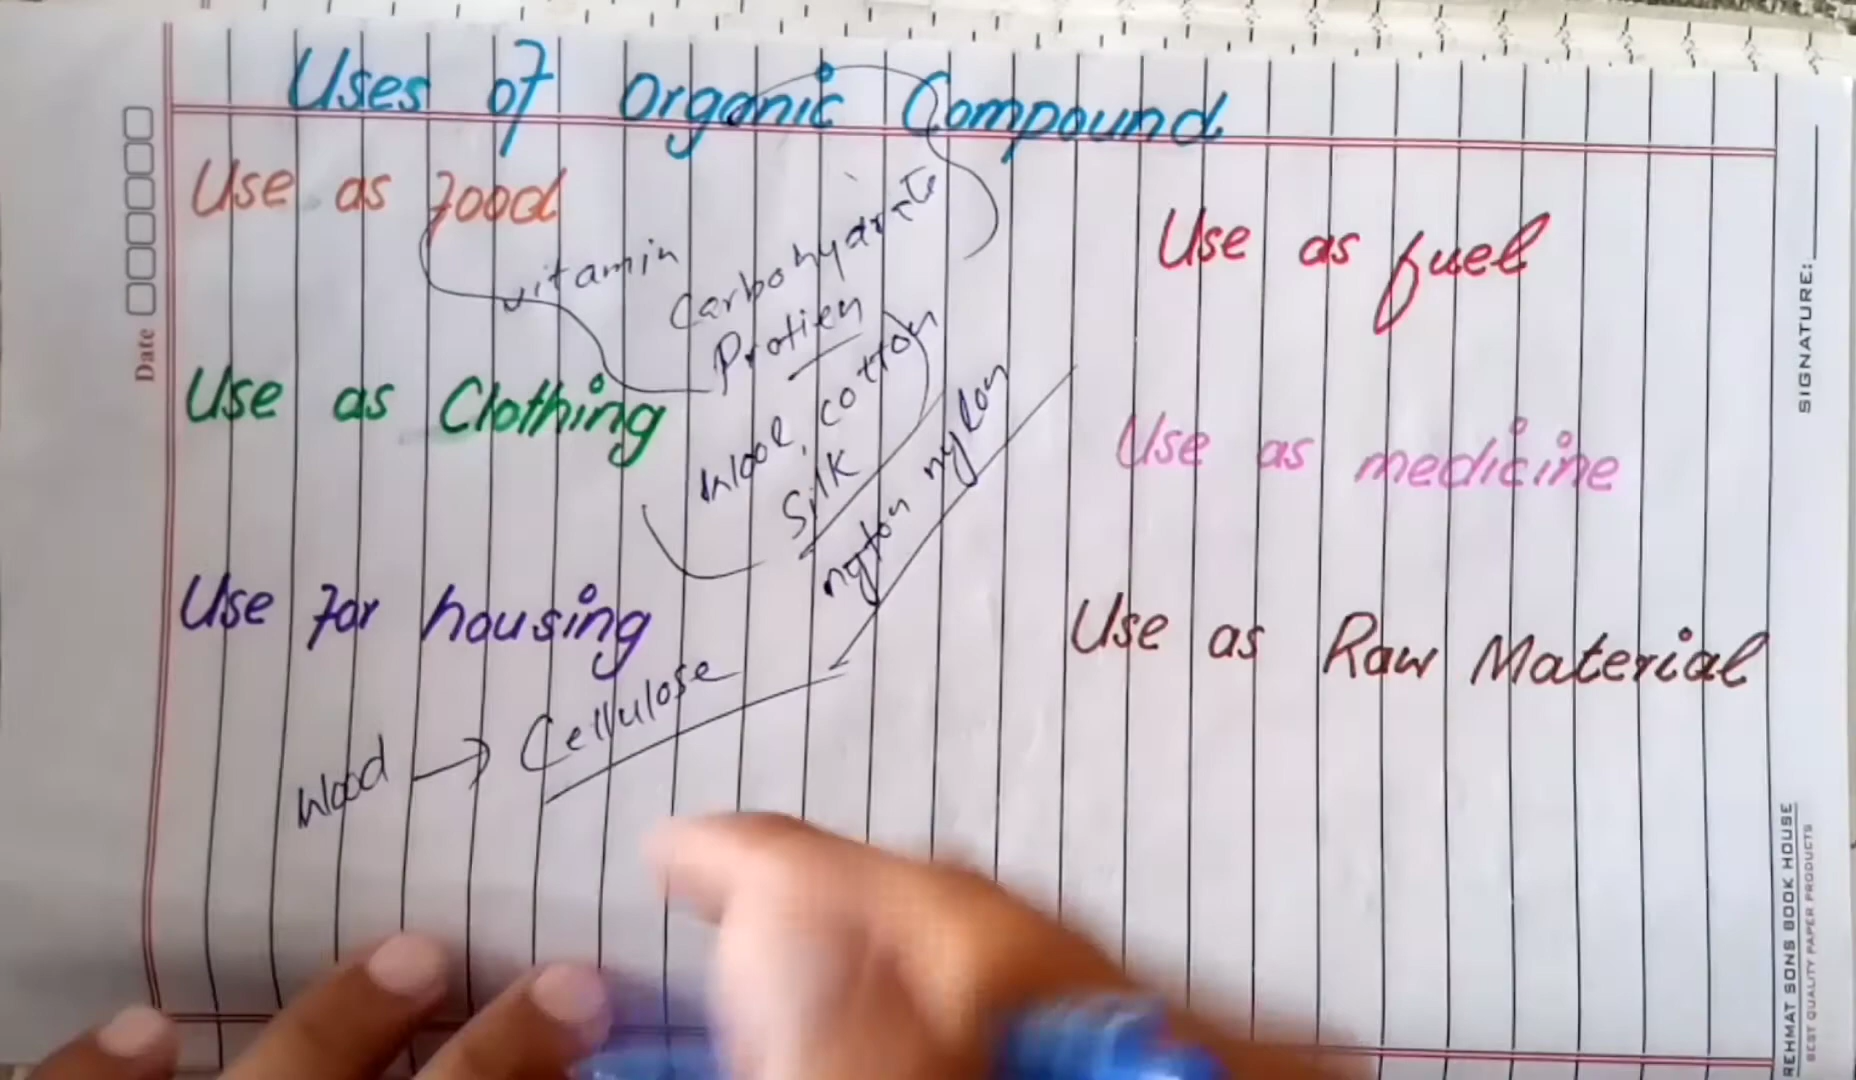 Uses of Organic Compound
Use as food
vitamin
Carbohydrate
Protien
Use as Clothing
Wool, cotton
Silk
nylon nylon
Use for housing
Wood → Cellulose
Use as fuel
Use as medicine
Use as Raw Material
Date
SIGNATURE:
REHMAT SONS BOOK HOUSE
BEST QUALITY PAPER PRODUCTS